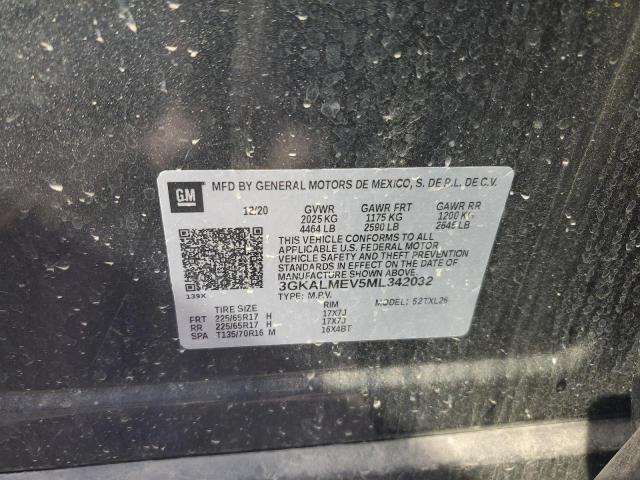 GM MFD BY GENERAL MOTORS DE MEXICO, S. DE R.L. DE C.V.
12/20 GVWR GAWR FRT GAWR RR
2025 KG 1175 KG 1200 KG
4464 LB 2590 LB 2645 LB
THIS VEHICLE CONFORMS TO ALL
APPLICABLE U.S. FEDERAL MOTOR
VEHICLE SAFETY AND THEFT PREVENTION
STANDARDS IN EFFECT ON THE DATE OF
MANUFACTURE SHOWN ABOVE.
139X 3GKALMEV5ML342032
TYPE: M.P.V. MODEL: 52TXL26
TIRE SIZE RIM
FRT 225/65R17 H 17X7J
RR 225/65R17 H 17X7J
SPA T135/70R16 M 16X4BT